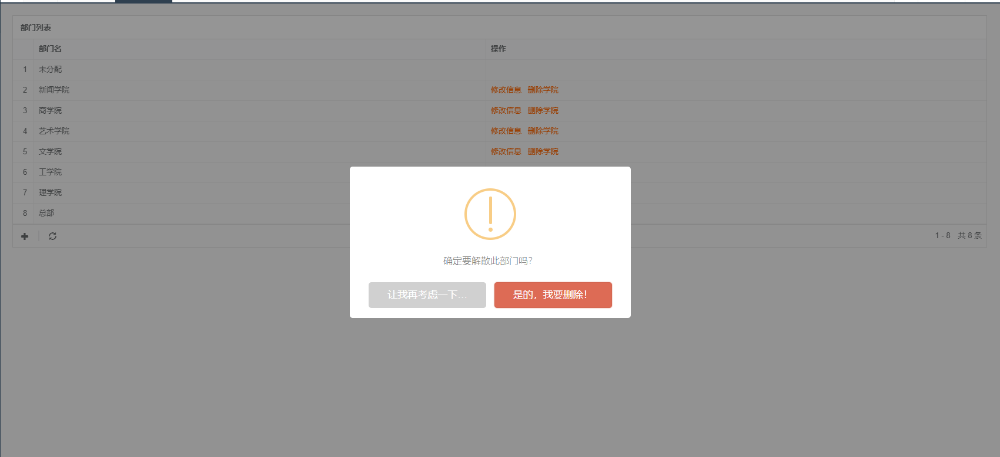 部门列表
部门名 操作
1 未分配
2 新闻学院 修改信息 删除学院
3 商学院 修改信息 删除学院
4 艺术学院 修改信息 删除学院
5 文学院 修改信息 删除学院
6 工学院
7 理学院
8 总部
1 - 8 共 8 条
确定要解散此部门吗?
让我再考虑一下…
是的，我要删除！